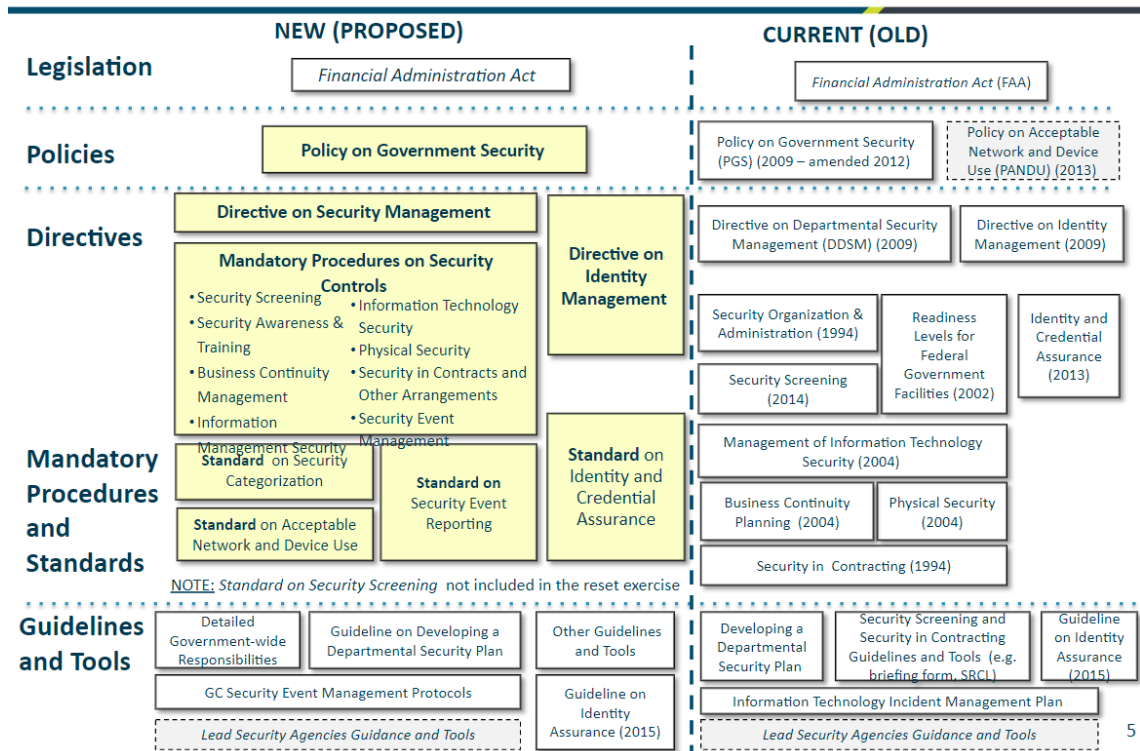 NEW (PROPOSED)
CURRENT (OLD)
Legislation
Financial Administration Act
Financial Administration Act (FAA)
Policies
Policy on Government Security
Policy on Government Security
(PGS) (2009 – amended 2012)
Policy on Acceptable
Network and Device
Use (PANDU) (2013)
Directives
Directive on Security Management
Directive on
Identity
Management
Directive on Departmental Security
Management (DDSM) (2009)
Directive on Identity
Management (2009)
Mandatory Procedures on Security
Controls
• Security Screening
• Security Awareness &
Training
• Business Continuity
Management
• Information
Management Security
• Information Technology
Security
• Physical Security
• Security in Contracts and
Other Arrangements
• Security Event
Management
Security Organization &
Administration (1994)
Readiness
Levels for
Federal
Government
Facilities (2002)
Identity and
Credential
Assurance
(2013)
Security Screening
(2014)
Mandatory
Procedures
and
Standards
Standard on Security
Categorization
Standard on
Security Event
Reporting
Standard on
Identity and
Credential
Assurance
Standard on Acceptable
Network and Device Use
NOTE: Standard on Security Screening not included in the reset exercise
Management of Information Technology
Security (2004)
Business Continuity
Planning (2004)
Physical Security
(2004)
Security in Contracting (1994)
Guidelines
and Tools
Detailed
Government-wide
Responsibilities
Guideline on Developing a
Departmental Security Plan
Other Guidelines
and Tools
GC Security Event Management Protocols
Guideline on
Identity
Assurance (2015)
Lead Security Agencies Guidance and Tools
Developing a
Departmental
Security Plan
Security Screening and
Security in Contracting
Guidelines and Tools (e.g.
briefing form, SRCL)
Guideline
on Identity
Assurance
(2015)
Information Technology Incident Management Plan
Lead Security Agencies Guidance and Tools
5